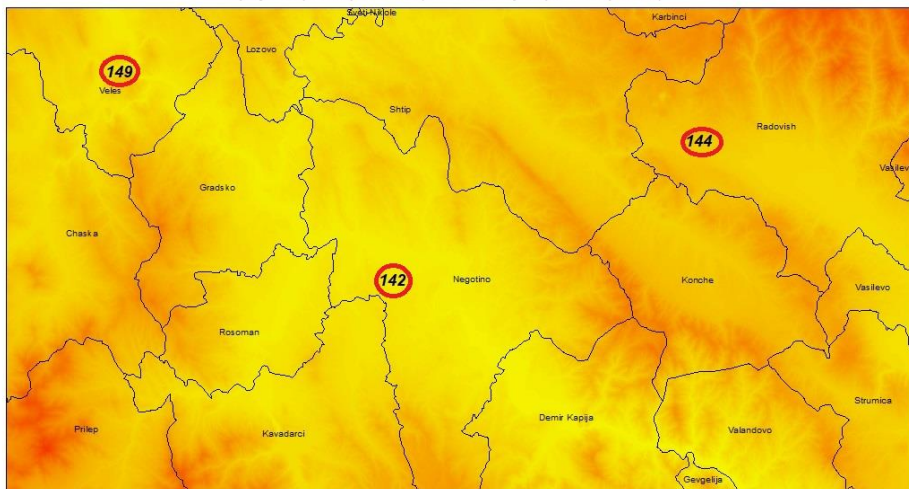 Sveti Nikole
Karbinci
Lozovo
149
Veles
Shtip
Radovish
144
Vasilevo
Gradsko
Chaska
142
Negotino
Konche
Vasilevo
Rosoman
Strumica
Prilep
Kavadarci
Demir Kapija
Valandovo
Gevgelija